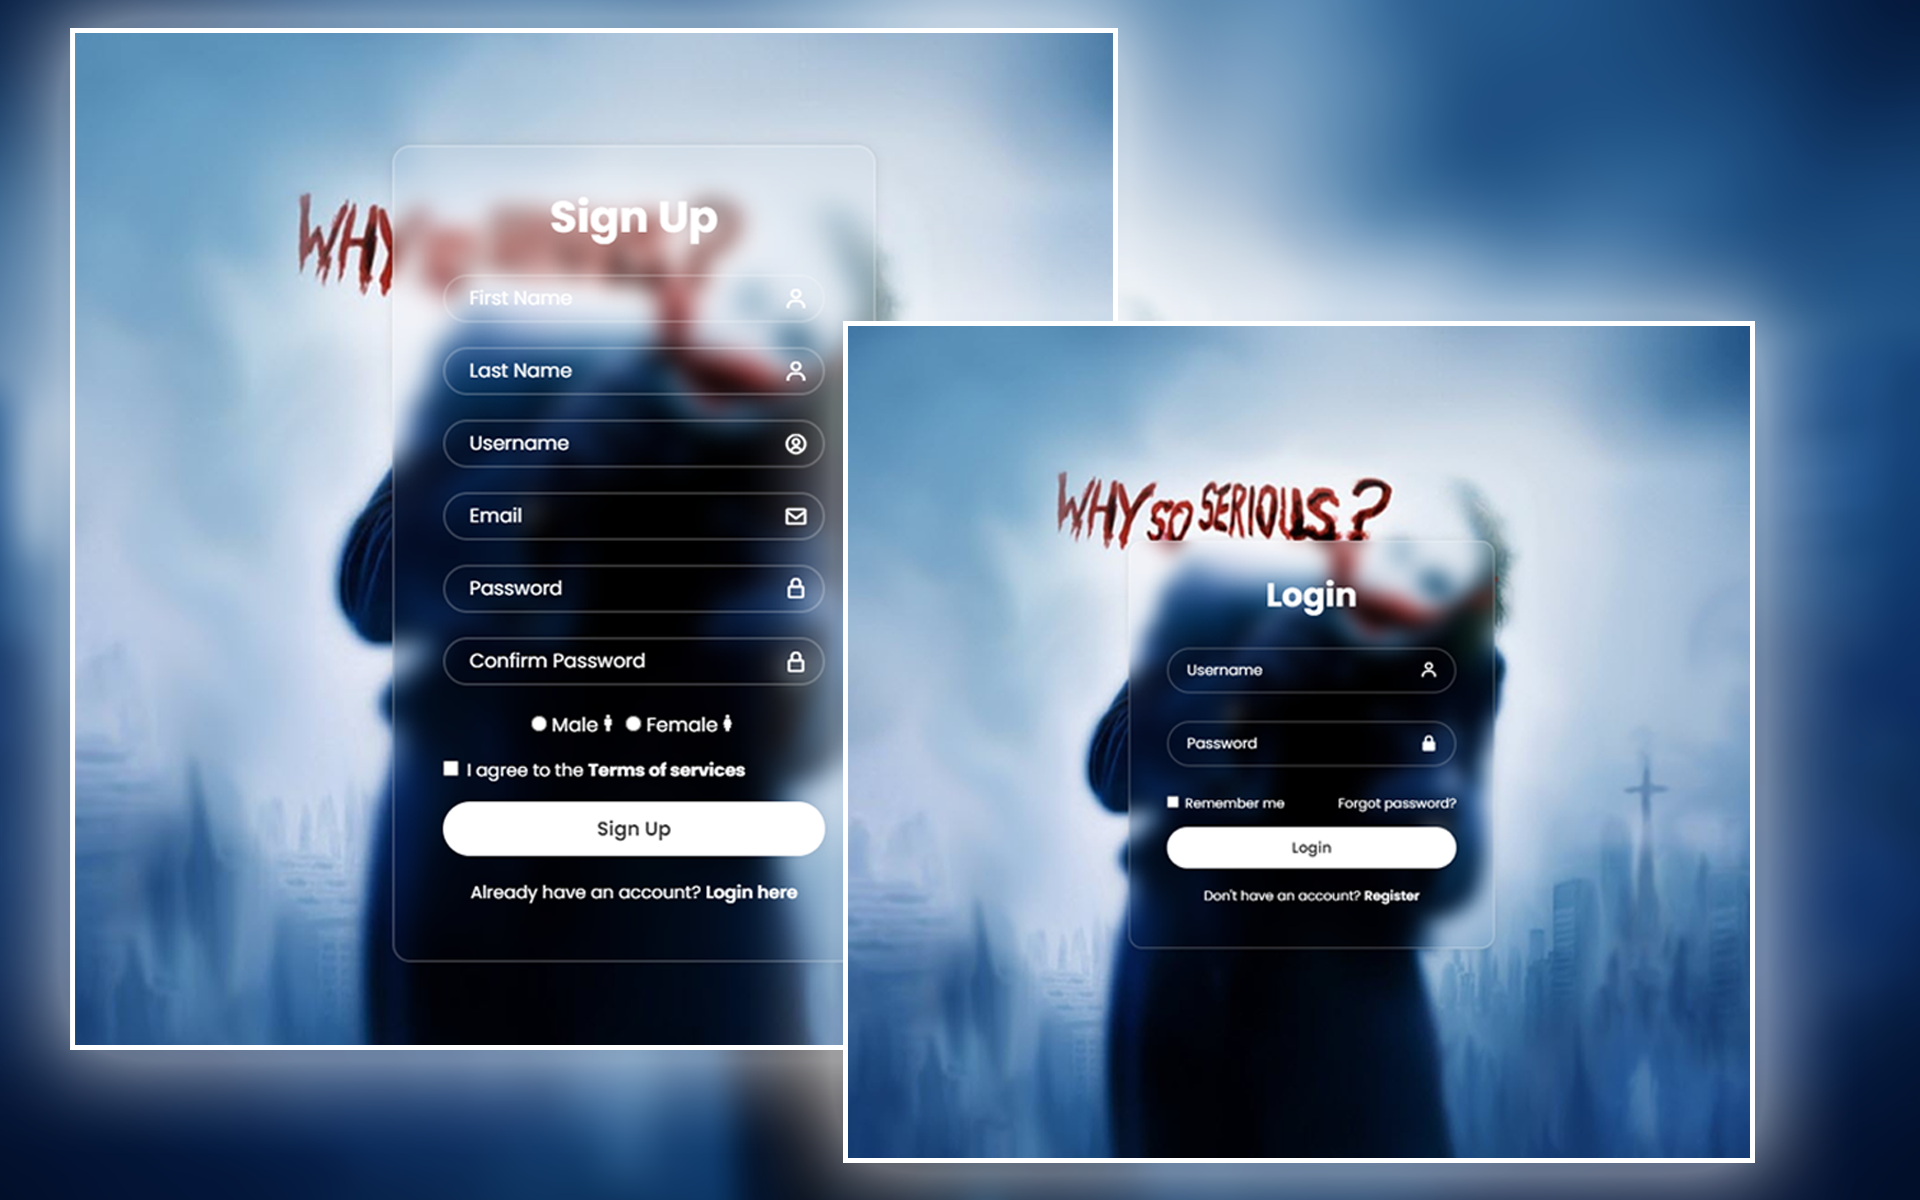 WHY
Sign Up
First Name
Last Name
Username
Email
Password
Confirm Password
Male Female
I agree to the Terms of services
Sign Up
Already have an account? Login here
WHY SO SERIOUS?
Login
Username
Password
Remember me Forgot password?
Login
Don't have an account? Register